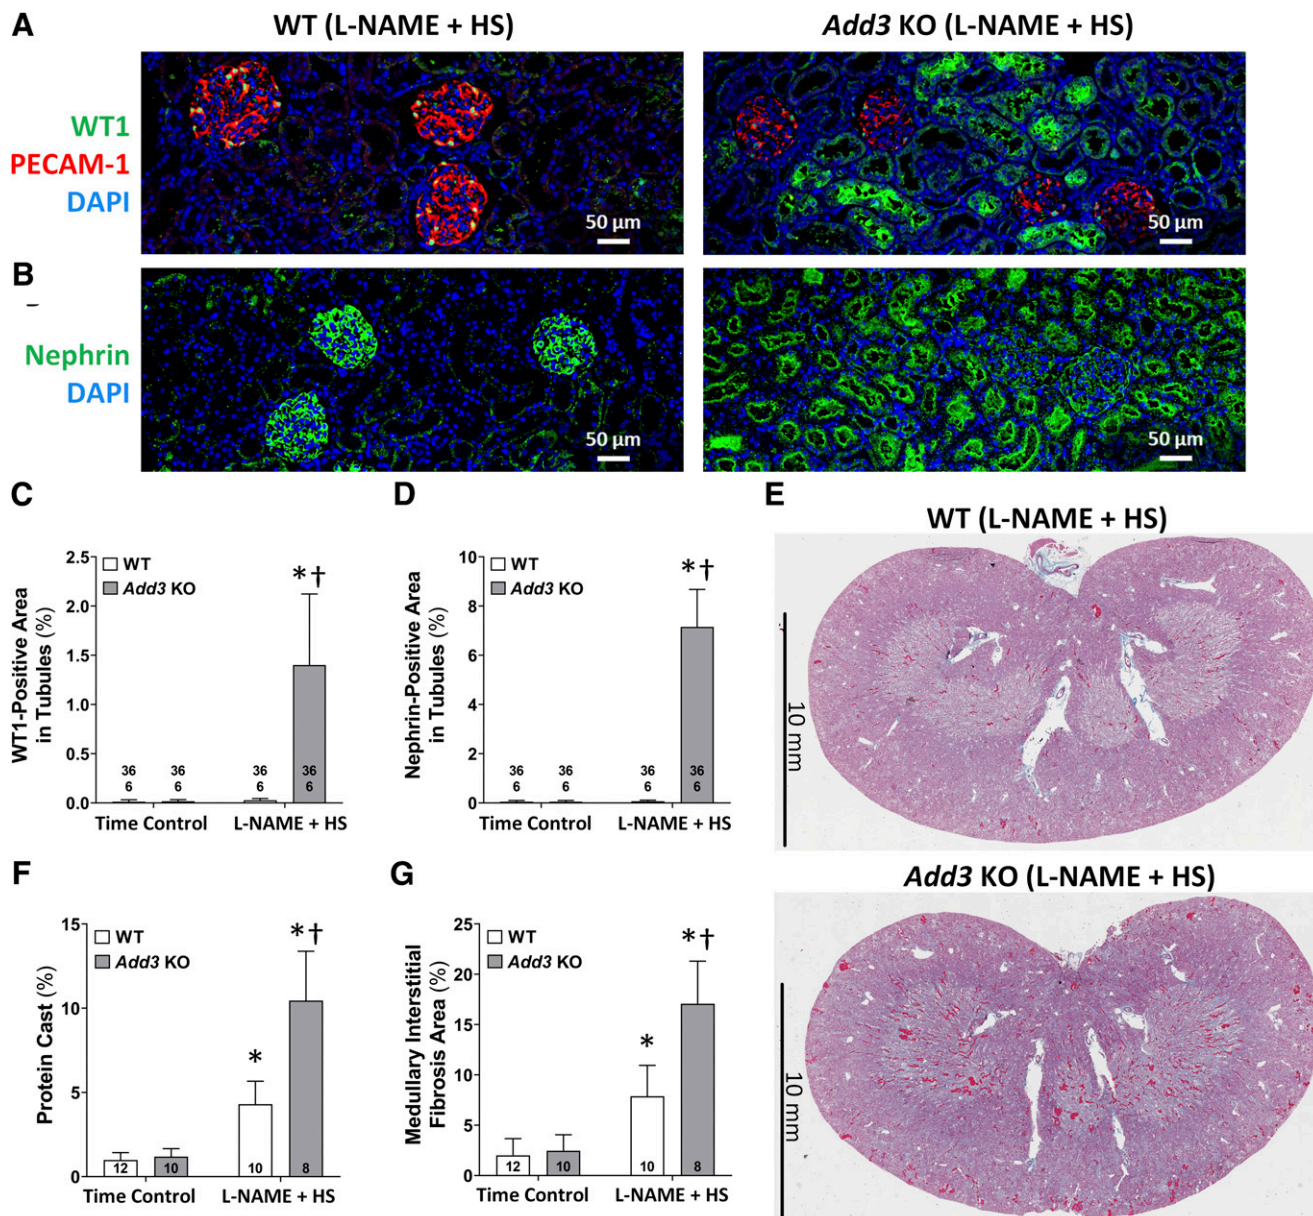 A
WT (L-NAME + HS)
Add3 KO (L-NAME + HS)
WT1
PECAM-1
DAPI
50 μm
50 μm
B
Nephrin
DAPI
50 μm
50 μm
C
WT1-Positive Area
in Tubules (%)
2.5
2.0
1.5
1.0
0.5
0.0
WT
Add3 KO
*†
36 36 36 36
6 6 6 6
Time Control L-NAME + HS
D
Nephrin-Positive Area
in Tubules (%)
10
8
6
4
2
0
WT
Add3 KO
*†
36 36 36 36
6 6 6 6
Time Control L-NAME + HS
E
WT (L-NAME + HS)
10 mm
Add3 KO (L-NAME + HS)
10 mm
F
Protein Cast (%)
15
10
5
0
WT
Add3 KO
*
*†
12 10 10 8
Time Control L-NAME + HS
G
Medullary Interstitial
Fibrosis Area (%)
25
20
15
10
5
0
WT
Add3 KO
*
*†
12 10 10 8
Time Control L-NAME + HS